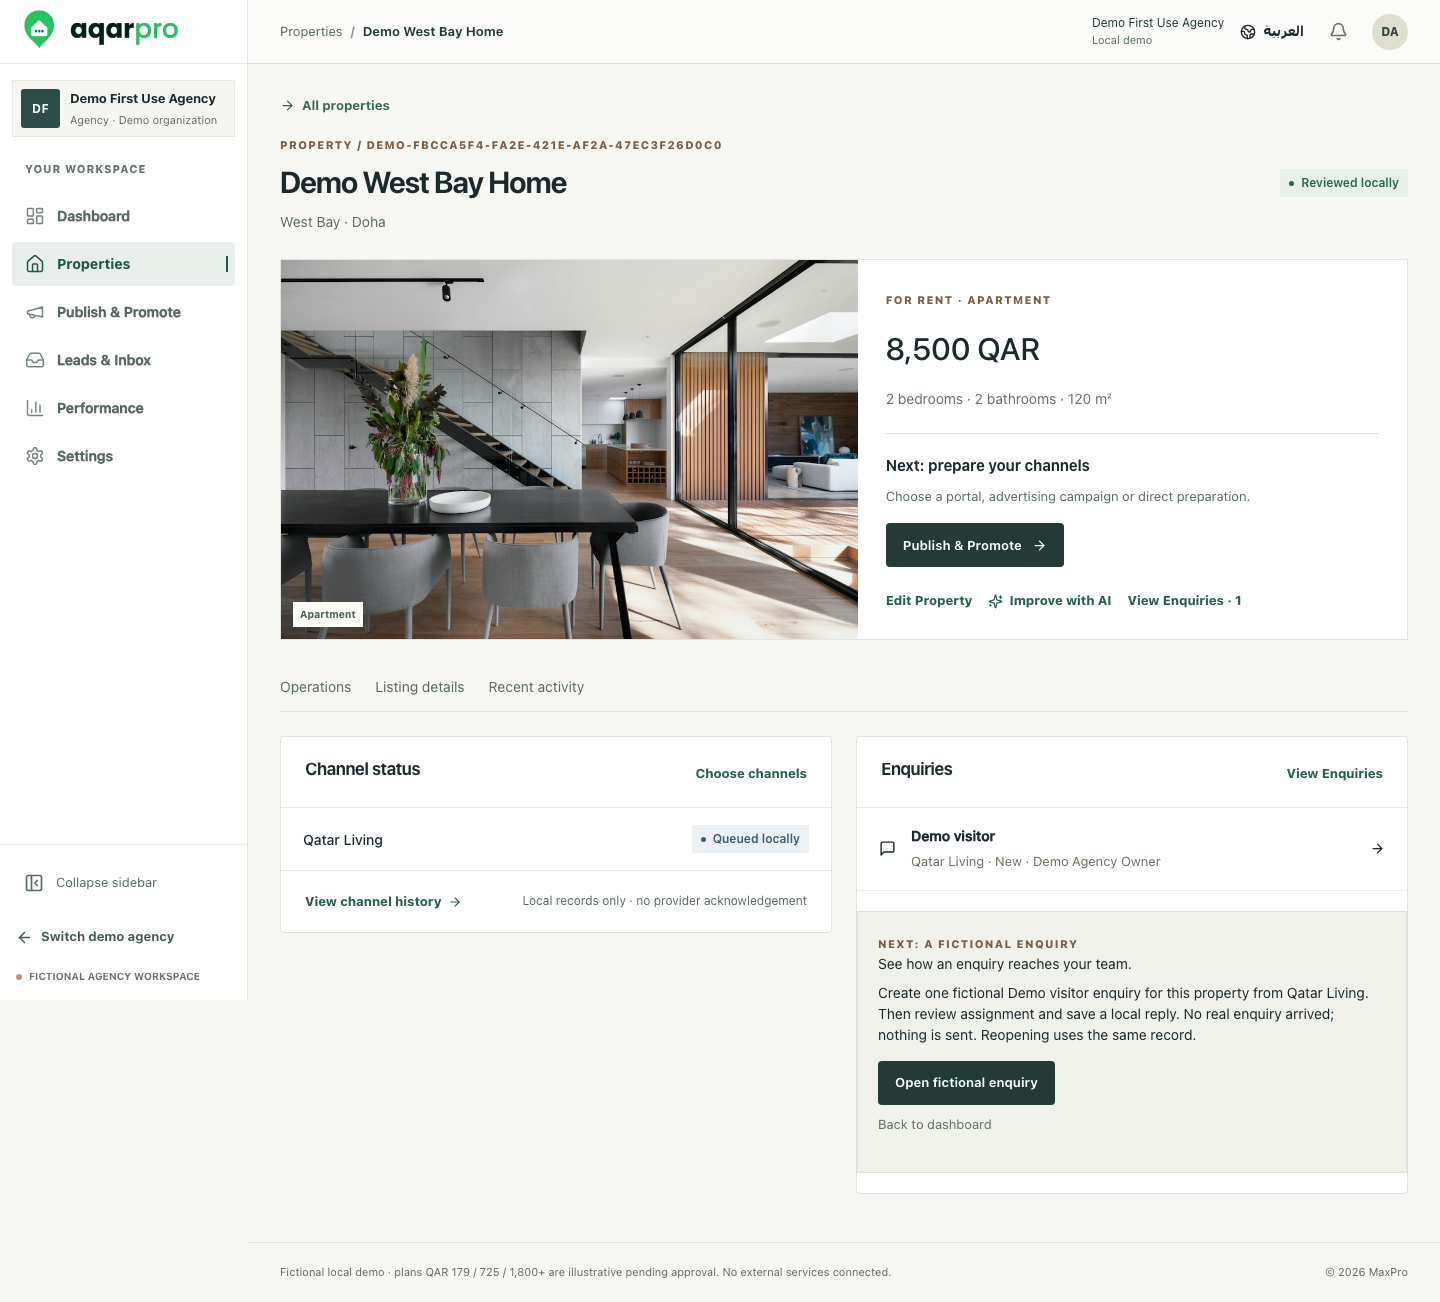 aqarpro
Properties / Demo West Bay Home
Demo First Use Agency
Local demo
العربية
DA
DF
Demo First Use Agency
Agency · Demo organization
YOUR WORKSPACE
Dashboard
Properties
Publish & Promote
Leads & Inbox
Performance
Settings
Collapse sidebar
Switch demo agency
FICTIONAL AGENCY WORKSPACE
All properties
PROPERTY / DEMO-FBCCA5F4-FA2E-421E-AF2A-47EC3F26D0C0
Demo West Bay Home
Reviewed locally
West Bay · Doha
Apartment
FOR RENT · APARTMENT
8,500 QAR
2 bedrooms · 2 bathrooms · 120 m²
Next: prepare your channels
Choose a portal, advertising campaign or direct preparation.
Publish & Promote
Edit Property Improve with AI View Enquiries · 1
Operations Listing details Recent activity
Channel status
Choose channels
Qatar Living
Queued locally
View channel history
Local records only · no provider acknowledgement
Enquiries
View Enquiries
Demo visitor
Qatar Living · New · Demo Agency Owner
NEXT: A FICTIONAL ENQUIRY
See how an enquiry reaches your team.
Create one fictional Demo visitor enquiry for this property from Qatar Living.
Then review assignment and save a local reply. No real enquiry arrived;
nothing is sent. Reopening uses the same record.
Open fictional enquiry
Back to dashboard
Fictional local demo · plans QAR 179 / 725 / 1,800+ are illustrative pending approval. No external services connected.
© 2026 MaxPro